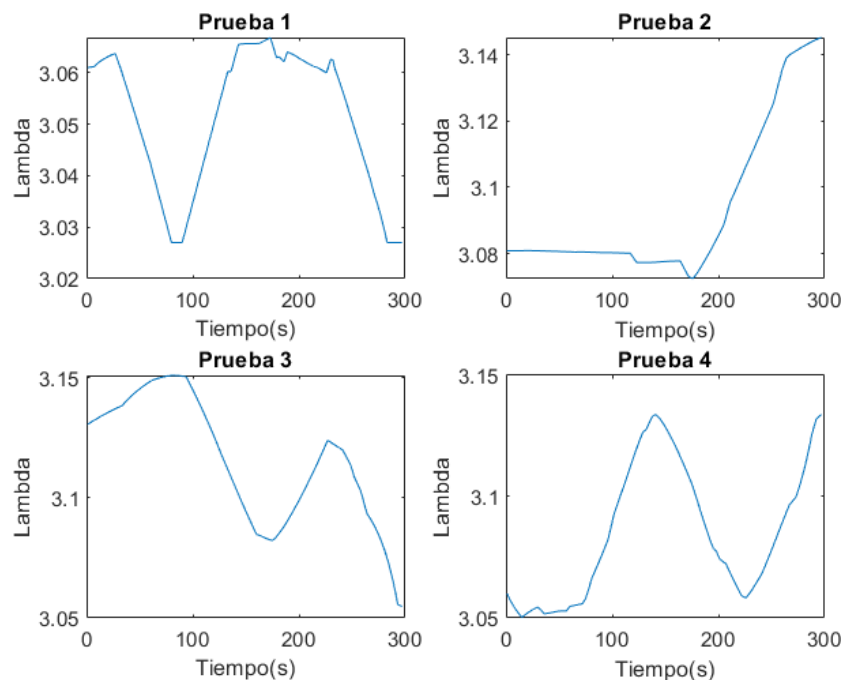 Prueba 1
3.06
3.05
3.04
3.03
3.02
Lambda
0
100
200
300
Tiempo(s)
Prueba 2
3.14
3.12
3.1
3.08
Lambda
0
100
200
300
Tiempo(s)
Prueba 3
3.15
3.1
3.05
Lambda
0
100
200
300
Tiempo(s)
Prueba 4
3.15
3.1
3.05
Lambda
0
100
200
300
Tiempo(s)